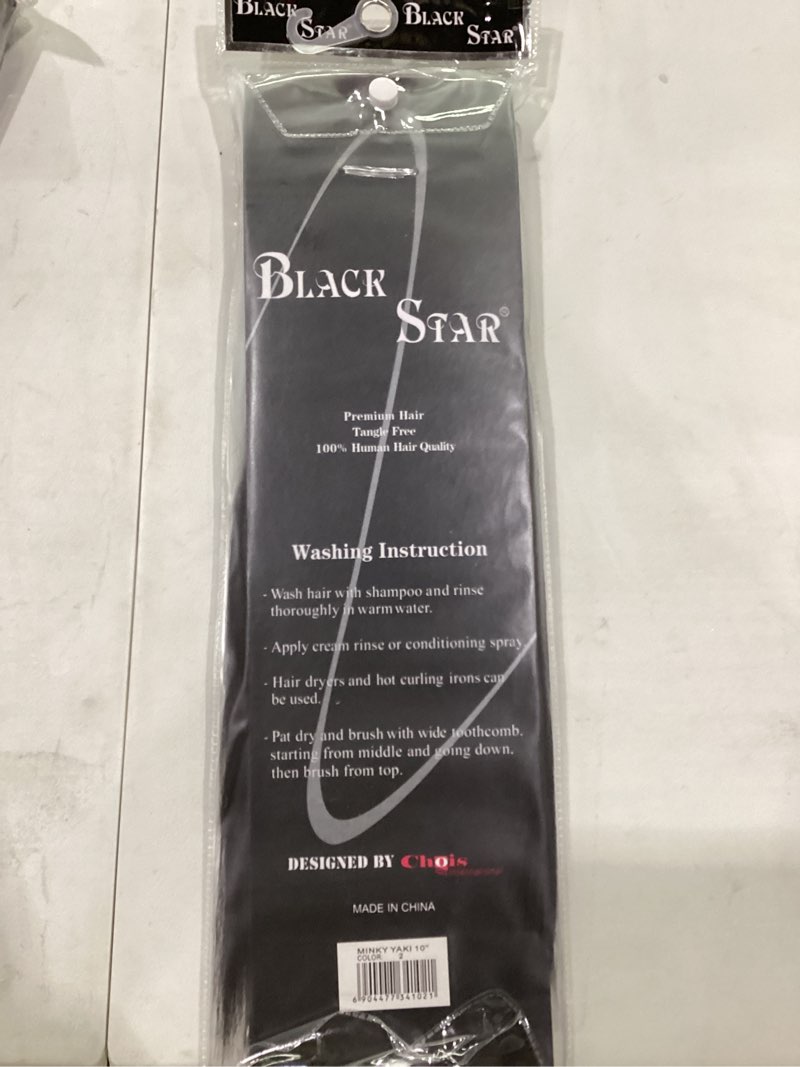 BLACK
STAR
BLACK
STAR®
BLACK
STAR®
Premium Hair
Tangle Free
100% Human Hair Quality
Washing Instruction
- Wash hair with shampoo and rinse
thoroughly in warm water.
- Apply cream rinse or conditioning spray.
- Hair dryers and hot curling irons can
be used.
- Pat dry and brush with wide toothcomb.
starting from middle and going down.
then brush from top.
DESIGNED BY Chois
MADE IN CHINA
MINKY YAKI 10"
COLOR 2
6904477341021